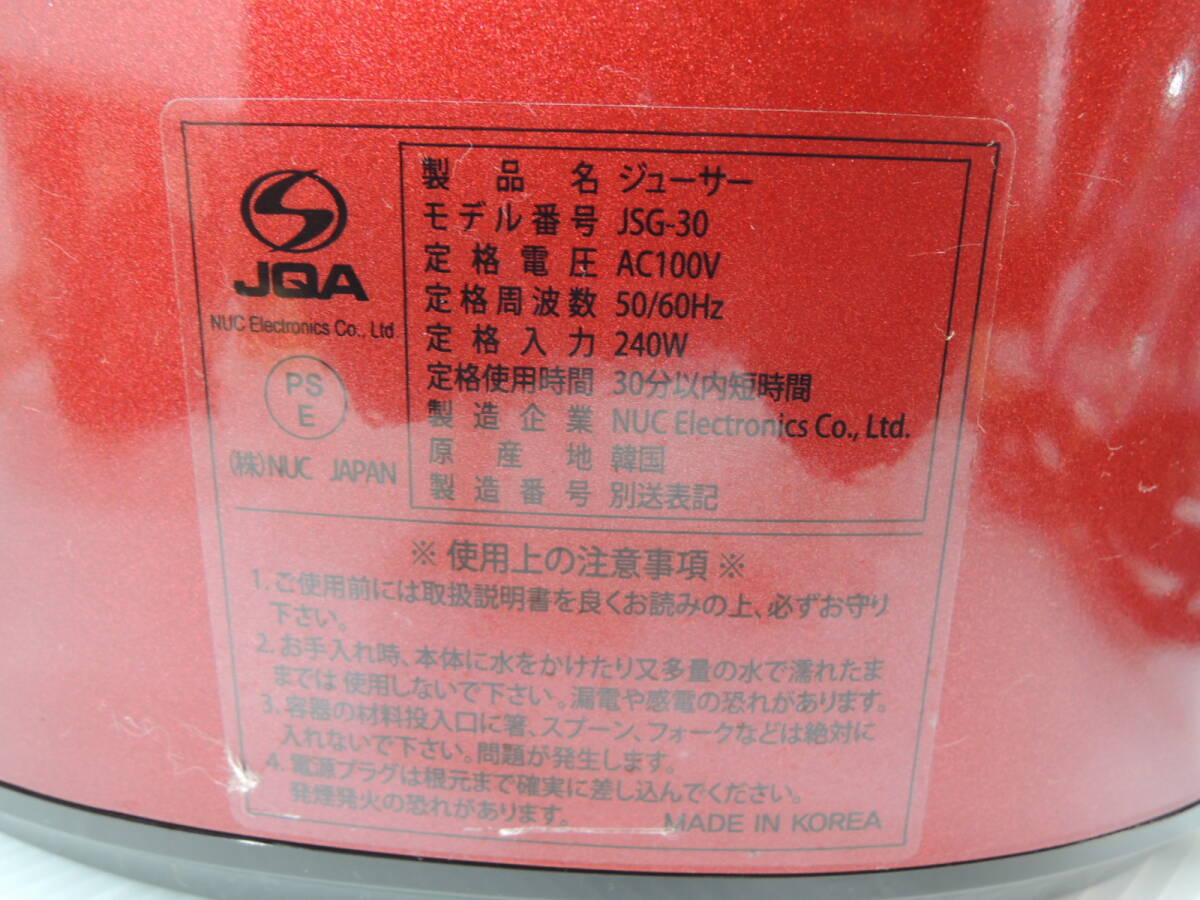 JQA
NUC Electronics Co., Ltd
PS
E
(株)NUC JAPAN
製品名 ジューサー
モデル番号 JSG-30
定格電圧 AC100V
定格周波数 50/60Hz
定格入力 240W
定格使用時間 30分以内短時間
製造企業 NUC Electronics Co., Ltd.
原産地 韓国
製造番号 別送表記
※ 使用上の注意事項 ※
1. ご使用前には取扱説明書を良くお読みの上、必ずお守り
下さい。
2. お手入れ時、本体に水をかけたり又多量の水で濡れたま
までは 使用しないで下さい。漏電や感電の恐れがあります。
3. 容器の材料投入口に箸、スプーン、フォークなどは絶対に
入れないで下さい。問題が発生します。
4. 電源プラグは根元まで確実に差し込んでください。
発煙発火の恐れがあります。
MADE IN KOREA